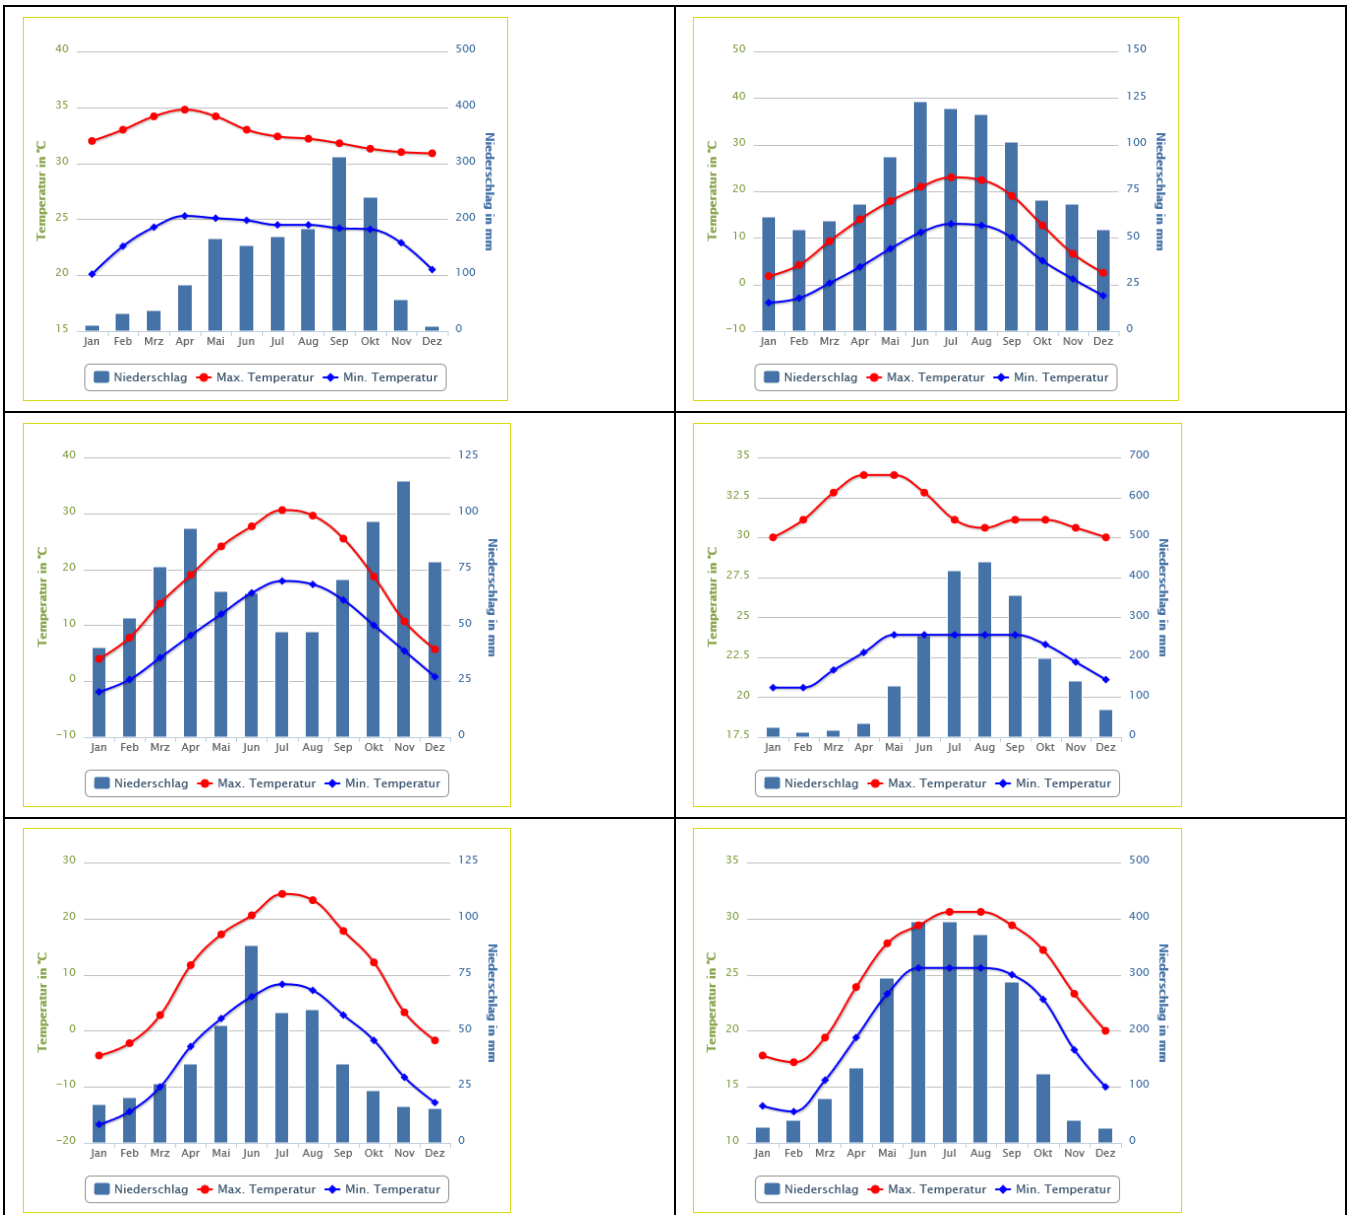 40 500
35 400
30 300
25 200
20 100
15 0
Temperatur in °C
Niederschlag in mm
Jan Feb Mrz Apr Mai Jun Jul Aug Sep Okt Nov Dez
Niederschlag Max. Temperatur Min. Temperatur
50 150
40 125
30 100
20 75
10 50
0 25
−10 0
Temperatur in °C
Niederschlag in mm
Jan Feb Mrz Apr Mai Jun Jul Aug Sep Okt Nov Dez
Niederschlag Max. Temperatur Min. Temperatur
40 125
30 100
20 75
10 50
0 25
−10 0
Temperatur in °C
Niederschlag in mm
Jan Feb Mrz Apr Mai Jun Jul Aug Sep Okt Nov Dez
Niederschlag Max. Temperatur Min. Temperatur
35 700
32.5 600
30 500
27.5 400
25 300
22.5 200
20 100
17.5 0
Temperatur in °C
Niederschlag in mm
Jan Feb Mrz Apr Mai Jun Jul Aug Sep Okt Nov Dez
Niederschlag Max. Temperatur Min. Temperatur
30 125
20 100
10 75
0 50
−10 25
−20 0
Temperatur in °C
Niederschlag in mm
Jan Feb Mrz Apr Mai Jun Jul Aug Sep Okt Nov Dez
Niederschlag Max. Temperatur Min. Temperatur
35 500
30 400
25 300
20 200
15 100
10 0
Temperatur in °C
Niederschlag in mm
Jan Feb Mrz Apr Mai Jun Jul Aug Sep Okt Nov Dez
Niederschlag Max. Temperatur Min. Temperatur